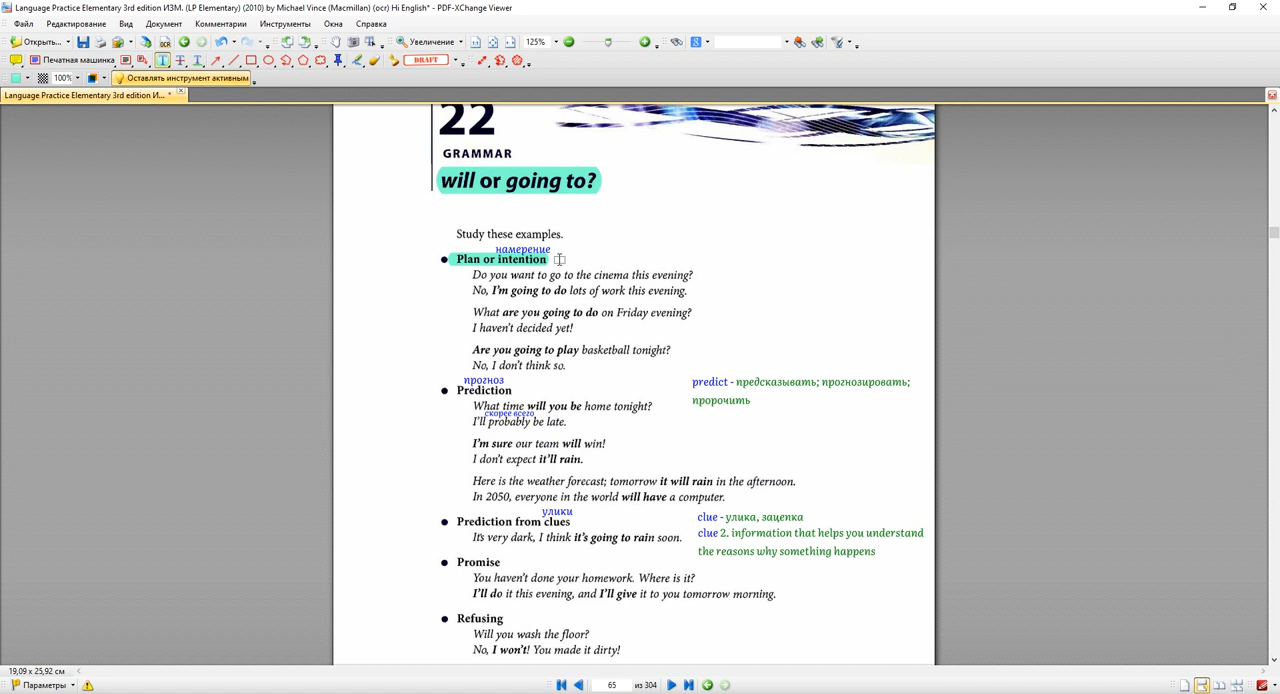 Language Practice Elementary 3rd edition ИЗМ. (LP Elementary) (2010) by Michael Vince (Macmillan) (ocr) Hi English* - PDF-XChange Viewer
Файл Редактирование Вид Документ Комментарии Инструменты Окна Справка
Открыть... OCR Увеличение 125%
Печатная машинка DRAFT
100% Оставлять инструмент активным
Language Practice Elementary 3rd edition И... *
22
GRAMMAR
will or going to?
Study these examples.
намерение
Plan or intention
Do you want to go to the cinema this evening?
No, I'm going to do lots of work this evening.
What are you going to do on Friday evening?
I haven't decided yet!
Are you going to play basketball tonight?
No, I don't think so.
прогноз
Prediction
predict - предсказывать; прогнозировать;
пророчить
What time will you be home tonight?
скорее всего
I'll probably be late.
I'm sure our team will win!
I don't expect it'll rain.
Here is the weather forecast; tomorrow it will rain in the afternoon.
In 2050, everyone in the world will have a computer.
улики
Prediction from clues
clue - улика, зацепка
It's very dark, I think it's going to rain soon.
clue 2. information that helps you understand
the reasons why something happens
Promise
You haven't done your homework. Where is it?
I'll do it this evening, and I'll give it to you tomorrow morning.
Refusing
Will you wash the floor?
No, I won't! You made it dirty!
19,09 x 25,92 см
Параметры 65 из 304